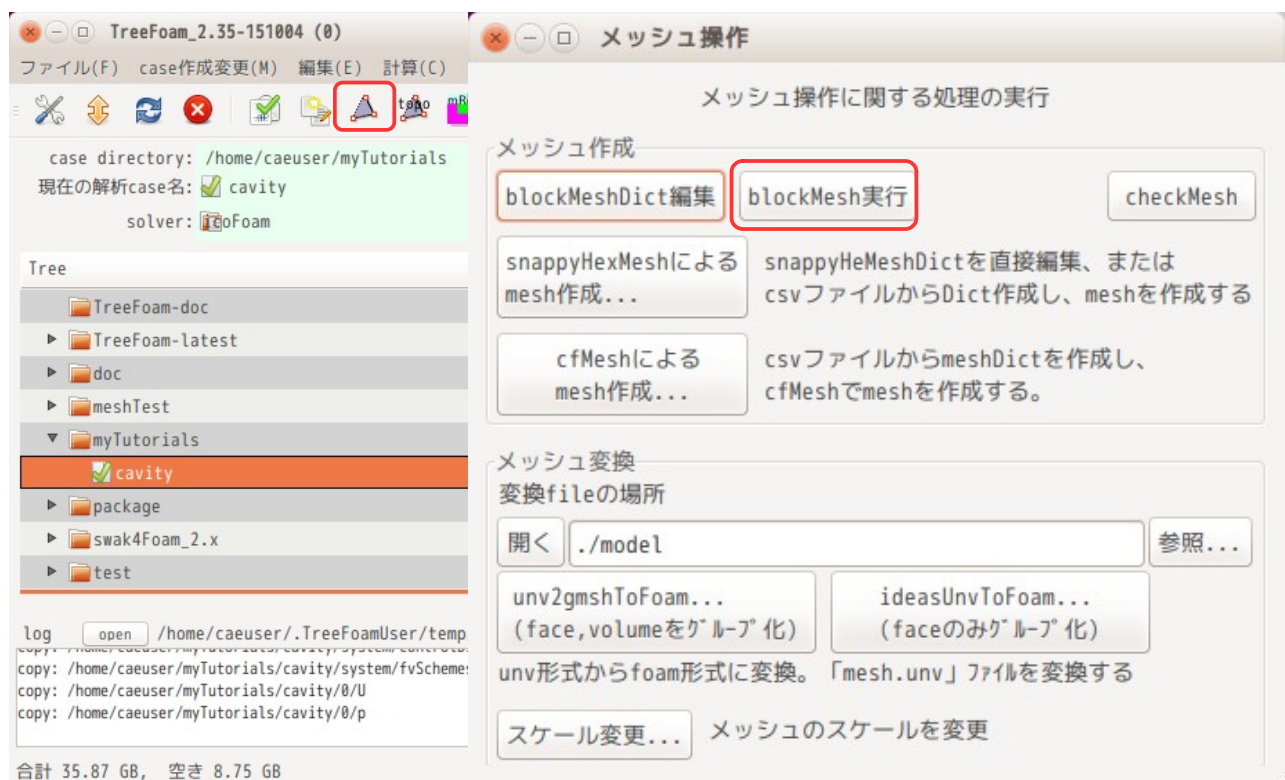 TreeFoam_2.35-151004 (0)
ファイル(F) case作成変更(M) 編集(E) 計算(C)
topo
mR
case directory: /home/caeuser/myTutorials
現在の解析case名: cavity
solver: icoFoam
Tree
TreeFoam-doc
TreeFoam-latest
doc
meshTest
myTutorials
cavity
package
swak4Foam_2.x
test
log open /home/caeuser/.TreeFoamUser/temp
copy: /home/caeuser/myTutorials/cavity/system/controlD
copy: /home/caeuser/myTutorials/cavity/system/fvScheme
copy: /home/caeuser/myTutorials/cavity/0/U
copy: /home/caeuser/myTutorials/cavity/0/p
合計 35.87 GB, 空き 8.75 GB
メッシュ操作
メッシュ操作に関する処理の実行
メッシュ作成
blockMeshDict編集 blockMesh実行 checkMesh
snappyHexMeshによる
mesh作成...
snappyHeMeshDictを直接編集、または
csvファイルからDict作成し、meshを作成する
cfMeshによる
mesh作成...
csvファイルからmeshDictを作成し、
cfMeshでmeshを作成する。
メッシュ変換
変換fileの場所
開く ./model 参照...
unv2gmshToFoam...
(face,volumeをグループ化)
ideasUnvToFoam...
(faceのみグループ化)
unv形式からfoam形式に変換。「mesh.unv」ファイルを変換する
スケール変更... メッシュのスケールを変更